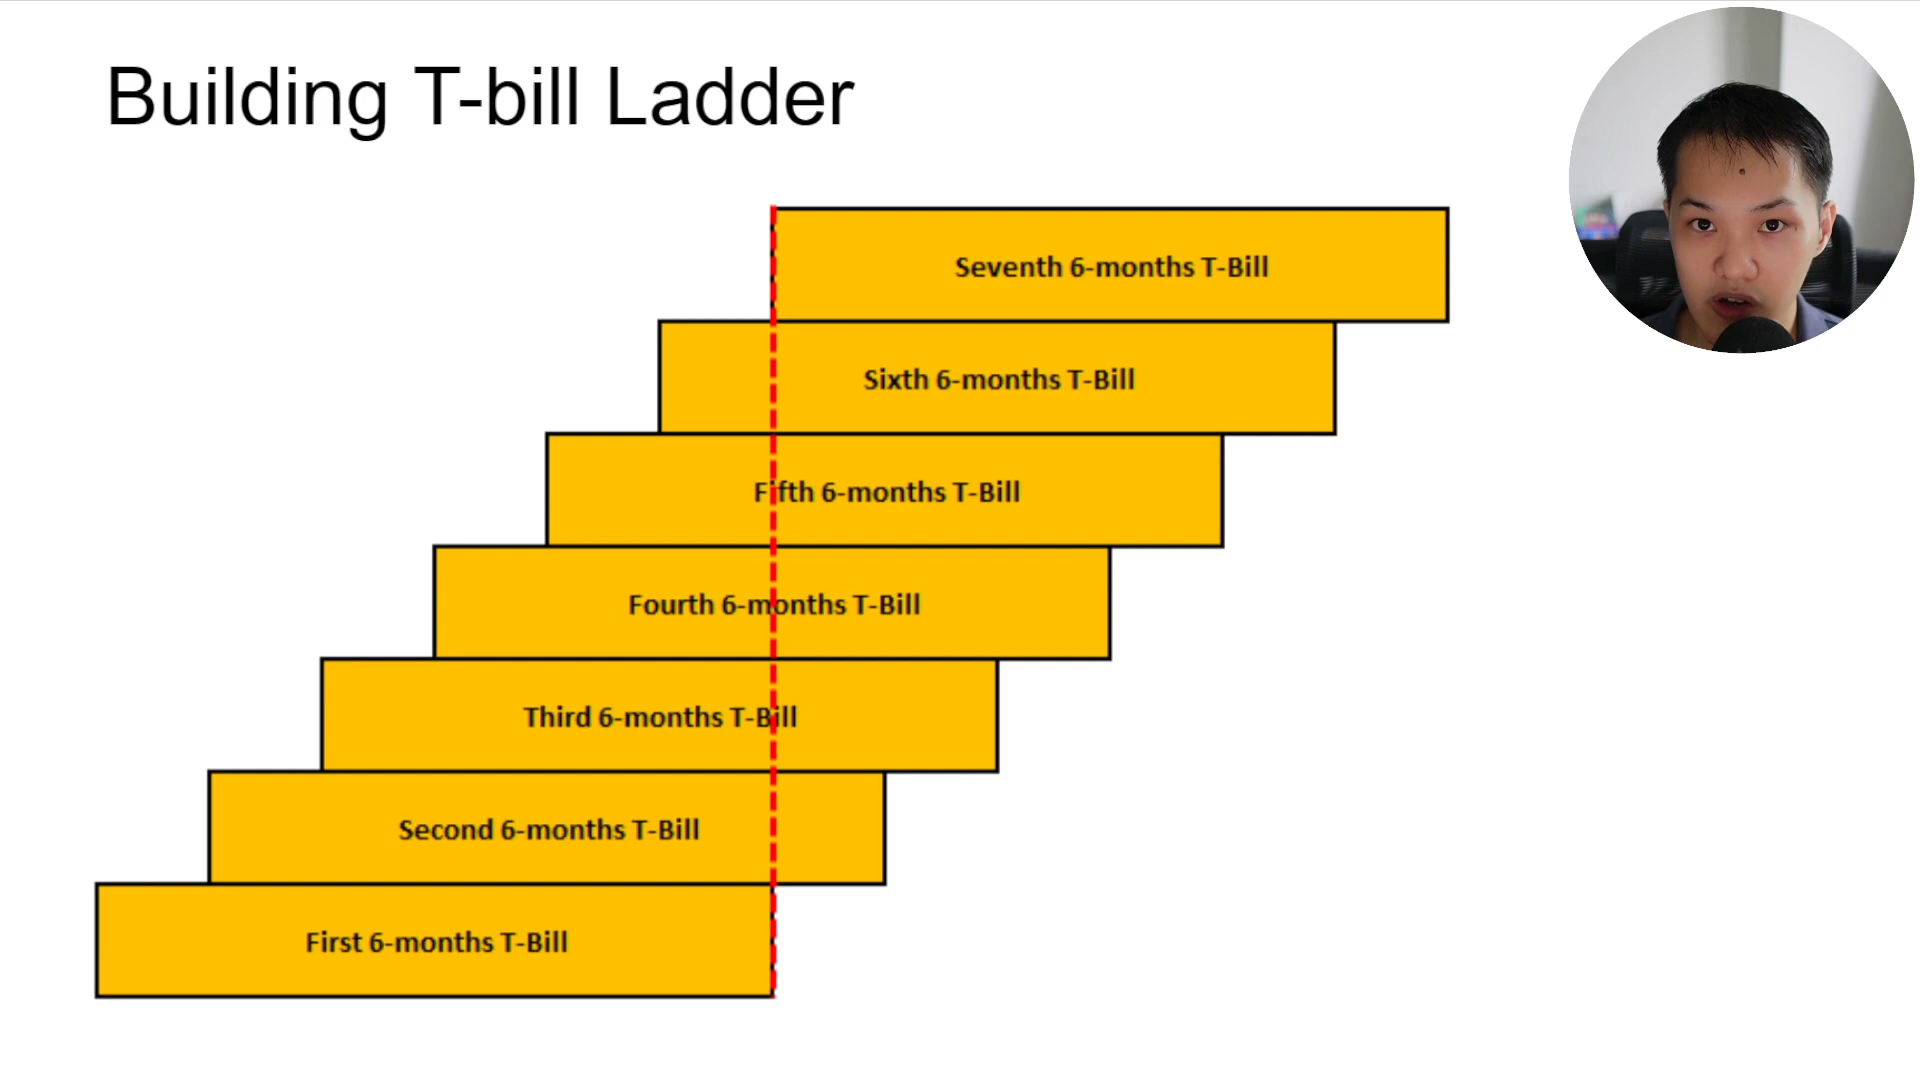 Building T-bill Ladder
Seventh 6-months T-Bill
Sixth 6-months T-Bill
Fifth 6-months T-Bill
Fourth 6-months T-Bill
Third 6-months T-Bill
Second 6-months T-Bill
First 6-months T-Bill